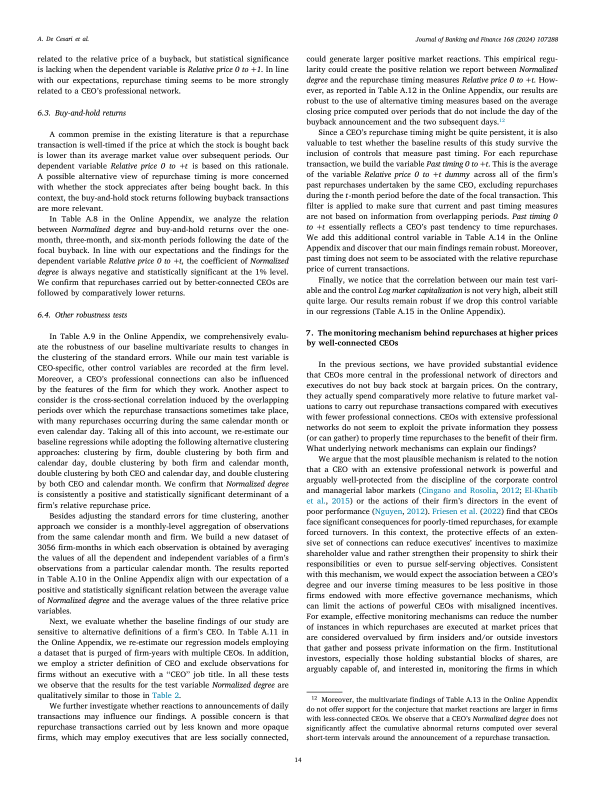 A. De Cesari et al.
Journal of Banking and Finance 168 (2024) 107288
related to the relative price of a buyback, but statistical significance
is lacking when the dependent variable is Relative price 0 to +1. In line
with our expectations, repurchase timing seems to be more strongly
related to a CEO's professional network.
6.3. Buy-and-hold returns
A common premise in the existing literature is that a repurchase
transaction is well-timed if the price at which the stock is bought back
is lower than its average market value over subsequent periods. Our
dependent variable Relative price 0 to +t is based on this rationale.
A possible alternative view of repurchase timing is more concerned
with whether the stock appreciates after being bought back. In this
context, the buy-and-hold stock returns following buyback transactions
are more relevant.
In Table A.8 in the Online Appendix, we analyze the relation
between Normalized degree and buy-and-hold returns over the one-
month, three-month, and six-month periods following the date of the
focal buyback. In line with our expectations and the findings for the
dependent variable Relative price 0 to +t, the coefficient of Normalized
degree is always negative and statistically significant at the 1% level.
We confirm that repurchases carried out by better-connected CEOs are
followed by comparatively lower returns.
6.4. Other robustness tests
In Table A.9 in the Online Appendix, we comprehensively evalu-
ate the robustness of our baseline multivariate results to changes in
the clustering of the standard errors. While our main test variable is
CEO-specific, other control variables are recorded at the firm level.
Moreover, a CEO's professional connections can also be influenced
by the features of the firm for which they work. Another aspect to
consider is the cross-sectional correlation induced by the overlapping
periods over which the repurchase transactions sometimes take place,
with many repurchases occurring during the same calendar month or
even calendar day. Taking all of this into account, we re-estimate our
baseline regressions while adopting the following alternative clustering
approaches: clustering by firm, double clustering by both firm and
calendar day, double clustering by both firm and calendar month,
double clustering by both CEO and calendar day, and double clustering
by both CEO and calendar month. We confirm that Normalized degree
is consistently a positive and statistically significant determinant of a
firm's relative repurchase price.
Besides adjusting the standard errors for time clustering, another
approach we consider is a monthly-level aggregation of observations
from the same calendar month and firm. We build a new dataset of
3056 firm-months in which each observation is obtained by averaging
the values of all the dependent and independent variables of a firm's
observations from a particular calendar month. The results reported
in Table A.10 in the Online Appendix align with our expectation of a
positive and statistically significant relation between the average value
of Normalized degree and the average values of the three relative price
variables.
Next, we evaluate whether the baseline findings of our study are
sensitive to alternative definitions of a firm's CEO. In Table A.11 in
the Online Appendix, we re-estimate our regression models employing
a dataset that is purged of firm-years with multiple CEOs. In addition,
we employ a stricter definition of CEO and exclude observations for
firms without an executive with a "CEO" job title. In all these tests
we observe that the results for the test variable Normalized degree are
qualitatively similar to those in Table 2.
We further investigate whether reactions to announcements of daily
transactions may influence our findings. A possible concern is that
repurchase transactions carried out by less known and more opaque
firms, which may employ executives that are less socially connected,
could generate larger positive market reactions. This empirical regu-
larity could create the positive relation we report between Normalized
degree and the repurchase timing measures Relative price 0 to +t. How-
ever, as reported in Table A.12 in the Online Appendix, our results are
robust to the use of alternative timing measures based on the average
closing price computed over periods that do not include the day of the
buyback announcement and the two subsequent days.12
Since a CEO's repurchase timing might be quite persistent, it is also
valuable to test whether the baseline results of this study survive the
inclusion of controls that measure past timing. For each repurchase
transaction, we build the variable Past timing 0 to +t. This is the average
of the variable Relative price 0 to +t dummy across all of the firm's
past repurchases undertaken by the same CEO, excluding repurchases
during the t-month period before the date of the focal transaction. This
filter is applied to make sure that current and past timing measures
are not based on information from overlapping periods. Past timing 0
to +t essentially reflects a CEO's past tendency to time repurchases.
We add this additional control variable in Table A.14 in the Online
Appendix and discover that our main findings remain robust. Moreover,
past timing does not seem to be associated with the relative repurchase
price of current transactions.
Finally, we notice that the correlation between our main test vari-
able and the control Log market capitalization is not very high, albeit still
quite large. Our results remain robust if we drop this control variable
in our regressions (Table A.15 in the Online Appendix).
7. The monitoring mechanism behind repurchases at higher prices
by well-connected CEOs
In the previous sections, we have provided substantial evidence
that CEOs more central in the professional network of directors and
executives do not buy back stock at bargain prices. On the contrary,
they actually spend comparatively more relative to future market val-
uations to carry out repurchase transactions compared with executives
with fewer professional connections. CEOs with extensive professional
networks do not seem to exploit the private information they possess
(or can gather) to properly time repurchases to the benefit of their firm.
What underlying network mechanisms can explain our findings?
We argue that the most plausible mechanism is related to the notion
that a CEO with an extensive professional network is powerful and
arguably well-protected from the discipline of the corporate control
and managerial labor markets (Cingano and Rosolia, 2012; El-Khatib
et al., 2015) or the actions of their firm's directors in the event of
poor performance (Nguyen, 2012). Friesen et al. (2022) find that CEOs
face significant consequences for poorly-timed repurchases, for example
forced turnovers. In this context, the protective effects of an exten-
sive set of connections can reduce executives' incentives to maximize
shareholder value and rather strengthen their propensity to shirk their
responsibilities or even to pursue self-serving objectives. Consistent
with this mechanism, we would expect the association between a CEO's
degree and our inverse timing measures to be less positive in those
firms endowed with more effective governance mechanisms, which
can limit the actions of powerful CEOs with misaligned incentives.
For example, effective monitoring mechanisms can reduce the number
of instances in which repurchases are executed at market prices that
are considered overvalued by firm insiders and/or outside investors
that gather and possess private information on the firm. Institutional
investors, especially those holding substantial blocks of shares, are
arguably capable of, and interested in, monitoring the firms in which
12 Moreover, the multivariate findings of Table A.13 in the Online Appendix
do not offer support for the conjecture that market reactions are larger in firms
with less-connected CEOs. We observe that a CEO's Normalized degree does not
significantly affect the cumulative abnormal returns computed over several
short-term intervals around the announcement of a repurchase transaction.
14